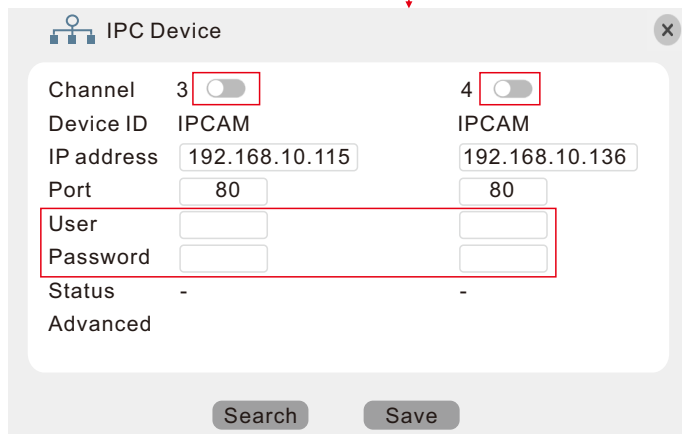 IPC Device
X
Channel 3 4
Device ID IPCAM IPCAM
IP address 192.168.10.115 192.168.10.136
Port 80 80
User
Password
Status - -
Advanced
Search Save